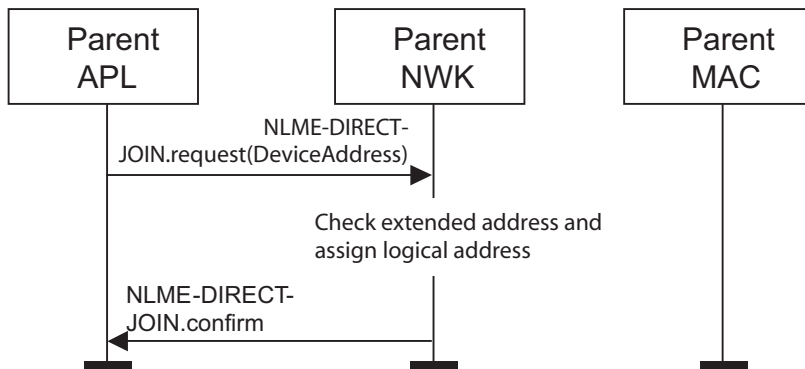 Parent
APL
Parent
NWK
Parent
MAC
NLME-DIRECT-
JOIN.request(DeviceAddress)
Check extended address and
assign logical address
NLME-DIRECT-
JOIN.confirm